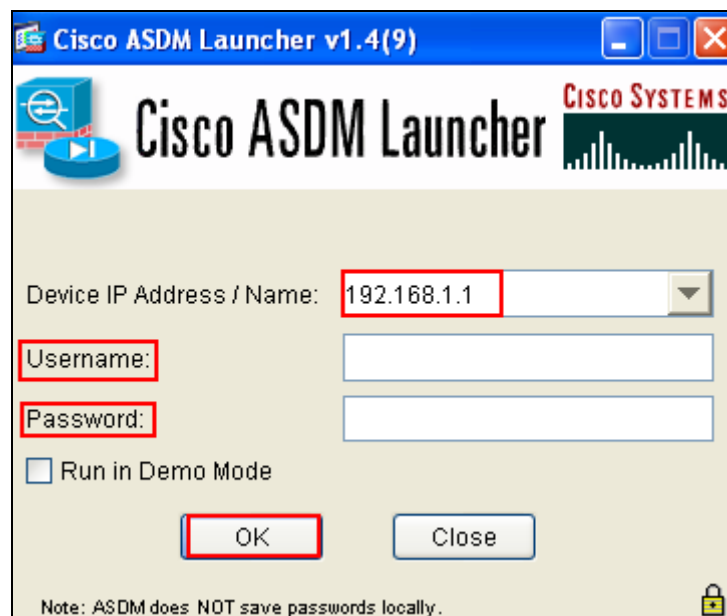 Cisco ASDM Launcher v1.4(9)
Cisco ASDM Launcher
CISCO SYSTEMS
Device IP Address / Name: 192.168.1.1
Username:
Password:
Run in Demo Mode
OK Close
Note: ASDM does NOT save passwords locally.